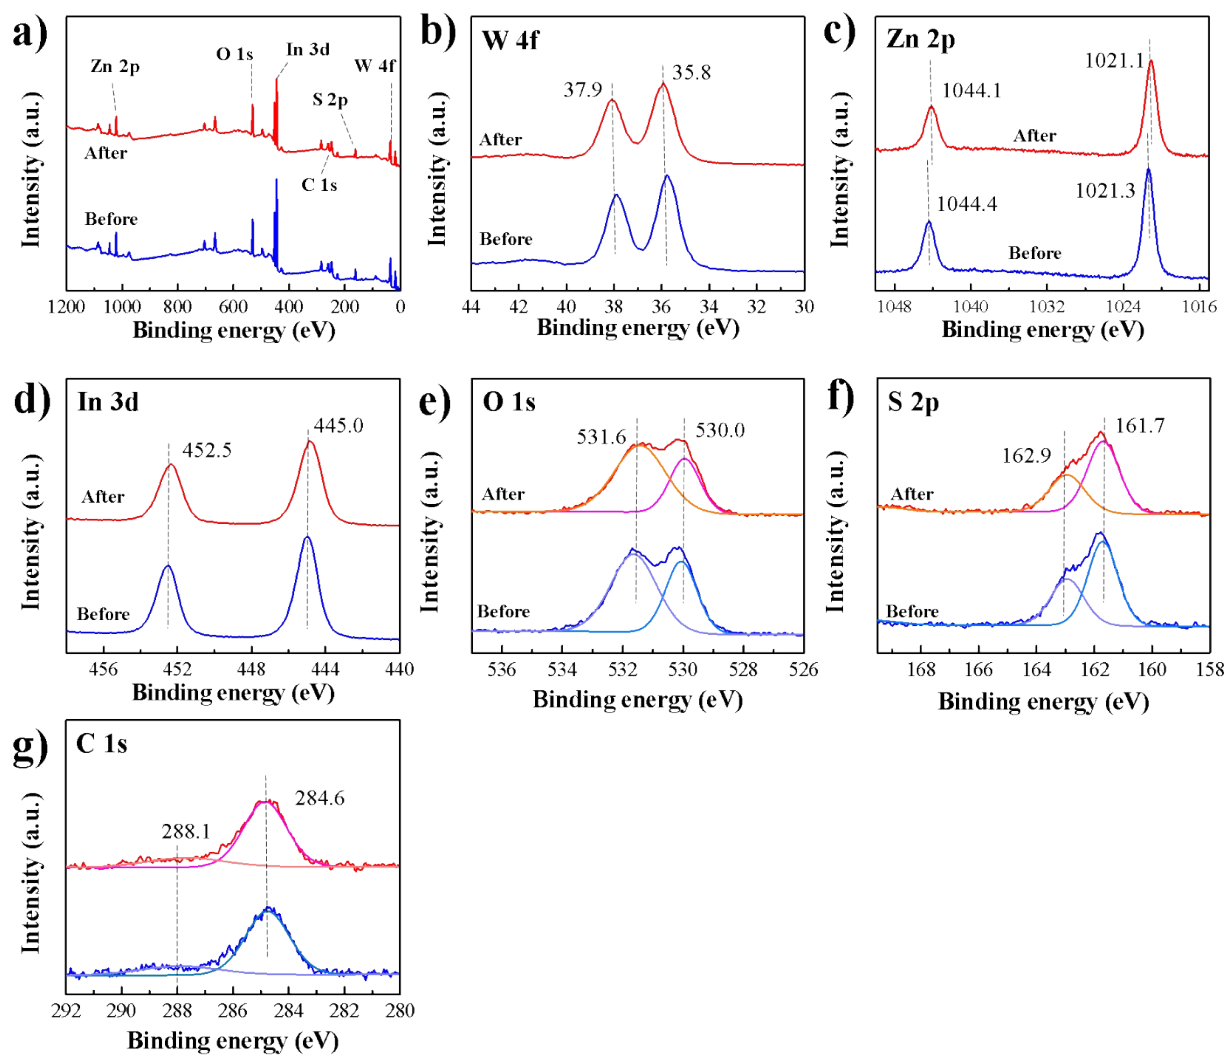 a)
Zn 2p
O 1s
In 3d
W 4f
S 2p
After
C 1s
Before
Intensity (a.u.)
1200 1000 800 600 400 200 0
Binding energy (eV)
b)
W 4f
37.9
35.8
After
Before
Intensity (a.u.)
44 42 40 38 36 34 32 30
Binding energy (eV)
c)
Zn 2p
1021.1
1044.1
After
1021.3
1044.4
Before
Intensity (a.u.)
1048 1040 1032 1024 1016
Binding energy (eV)
d)
In 3d
445.0
452.5
After
Before
Intensity (a.u.)
456 452 448 444 440
Binding energy (eV)
e)
O 1s
531.6
530.0
After
Before
Intensity (a.u.)
536 534 532 530 528 526
Binding energy (eV)
f)
S 2p
161.7
162.9
After
Before
Intensity (a.u.)
168 166 164 162 160 158
Binding energy (eV)
g)
C 1s
284.6
288.1
Intensity (a.u.)
292 290 288 286 284 282 280
Binding energy (eV)